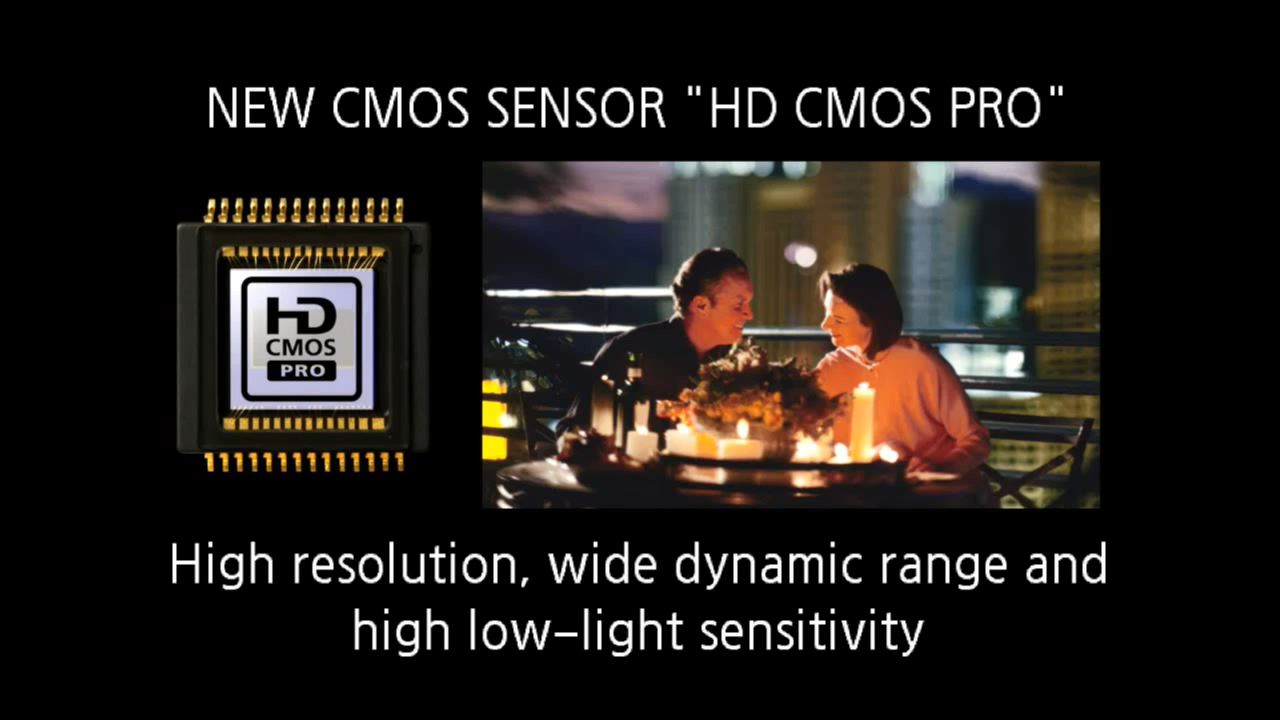 NEW CMOS SENSOR "HD CMOS PRO"
HD
CMOS
PRO
High resolution, wide dynamic range and
high low–light sensitivity